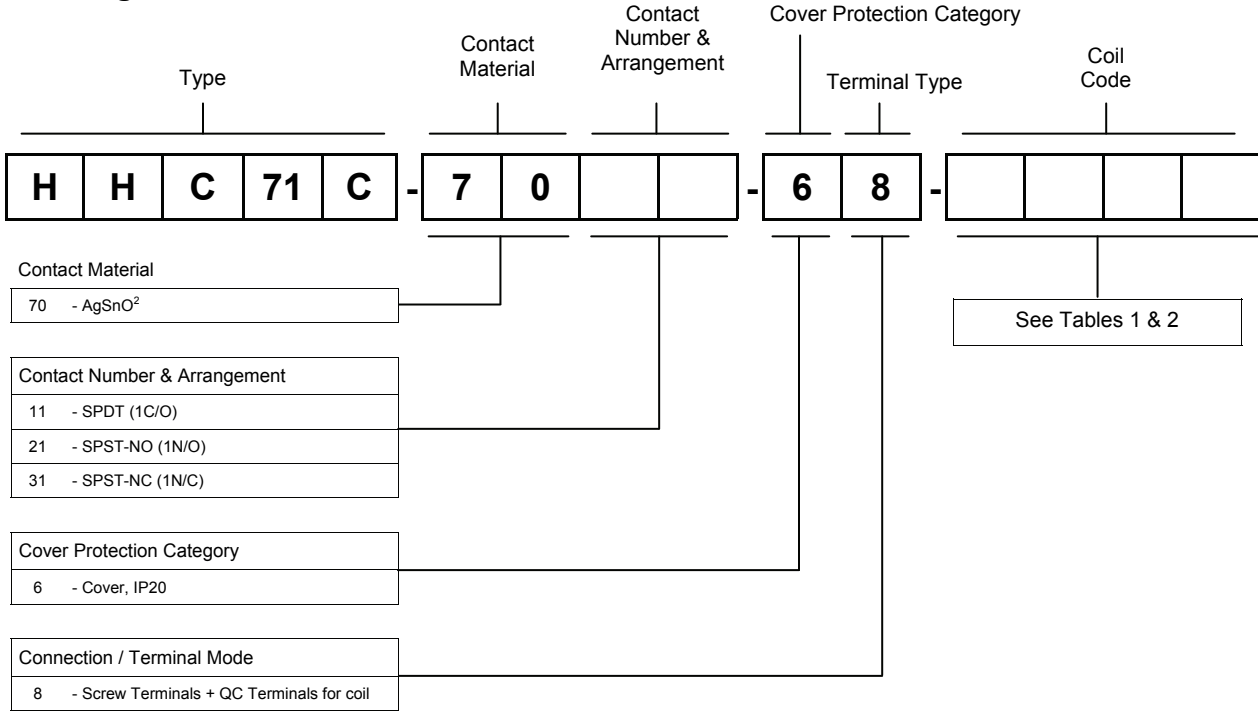 Contact Number & Arrangement
Cover Protection Category
Contact Material
Type
Terminal Type
Coil Code
H H C 71 C - 7 0 - 6 8 -
Contact Material
70 - AgSnO²
See Tables 1 & 2
Contact Number & Arrangement
11 - SPDT (1C/O)
21 - SPST-NO (1N/O)
31 - SPST-NC (1N/C)
Cover Protection Category
6 - Cover, IP20
Connection / Terminal Mode
8 - Screw Terminals + QC Terminals for coil